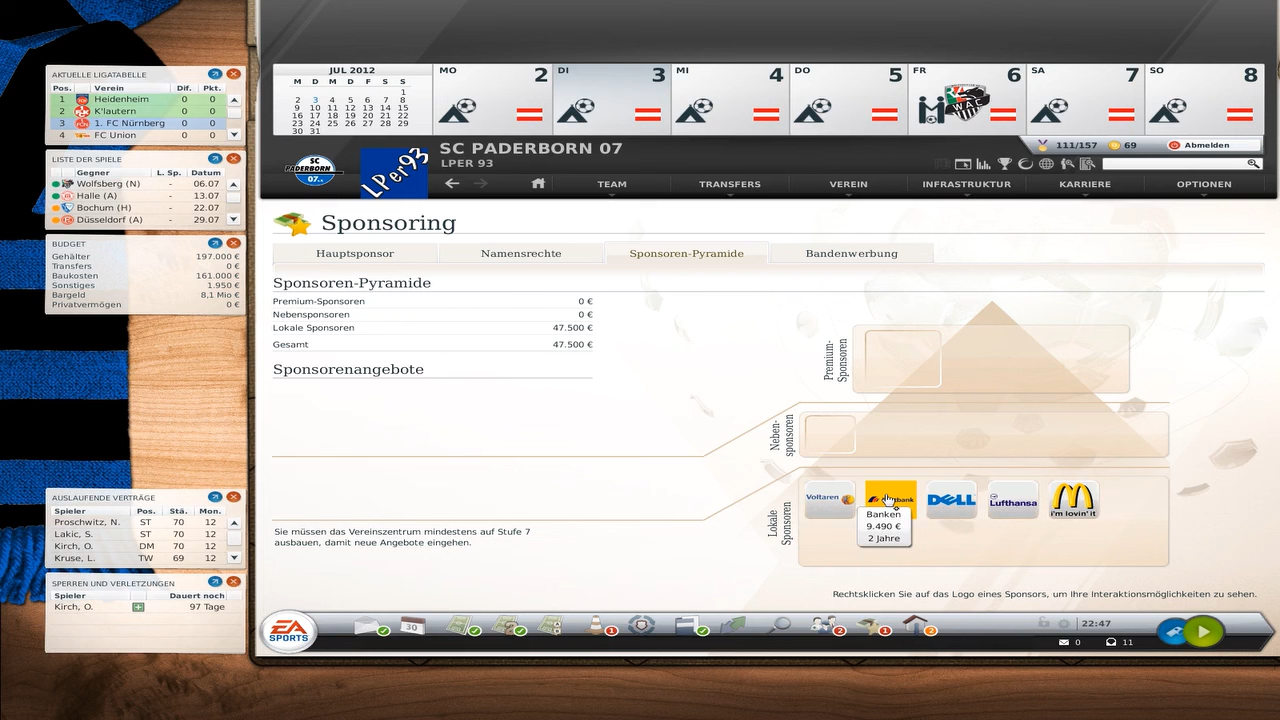 JUL 2012
M D M D F S S
1
2 3 4 5 6 7 8
9 10 11 12 13 14 15
16 17 18 19 20 21 22
23 24 25 26 27 28 29
30 31
MO 2
DI 3
MI 4
DO 5
FR 6
WAC
SA 7
SO 8
111/157 69 Abmelden
SC PADERBORN 07
LPER 93
SC PADERBORN 07
LPer93
TEAM TRANSFERS VEREIN INFRASTRUKTUR KARRIERE OPTIONEN
AKTUELLE LIGATABELLE
Pos. Verein Dif. Pkt.
1 Heidenheim 0 0
2 K'lautern 0 0
3 1. FC Nürnberg 0 0
4 FC Union 0 0
LISTE DER SPIELE
Gegner L. Sp. Datum
Wolfsberg (N) - 06.07
Halle (A) - 13.07
Bochum (H) - 22.07
Düsseldorf (A) - 29.07
BUDGET
Gehälter 197.000 €
Transfers 0 €
Baukosten 161.000 €
Sonstiges 1.950 €
Bargeld 8,1 Mio €
Privatvermögen 0 €
AUSLAUFENDE VERTRÄGE
Spieler Pos. Stä. Mon.
Proschwitz, N. ST 70 12
Lakic, S. ST 70 12
Kirch, O. DM 70 12
Kruse, L. TW 69 12
SPERREN UND VERLETZUNGEN
Spieler Dauert noch
Kirch, O. 97 Tage
Sponsoring
Hauptsponsor Namensrechte Sponsoren-Pyramide Bandenwerbung
Sponsoren-Pyramide
Premium-Sponsoren 0 €
Nebensponsoren 0 €
Lokale Sponsoren 47.500 €
Gesamt 47.500 €
Sponsorenangebote
Sie müssen das Vereinszentrum mindestens auf Stufe 7
ausbauen, damit neue Angebote eingehen.
Premium-
Sponsoren
Neben-
sponsoren
Lokale
Sponsoren
Voltaren
bank
DELL
Lufthansa
i'm lovin' it
Banken
9.490 €
2 Jahre
Rechtsklicken Sie auf das Logo eines Sponsors, um Ihre Interaktionsmöglichkeiten zu sehen.
EA
SPORTS
30
1
2
1
2
22:47
0 11